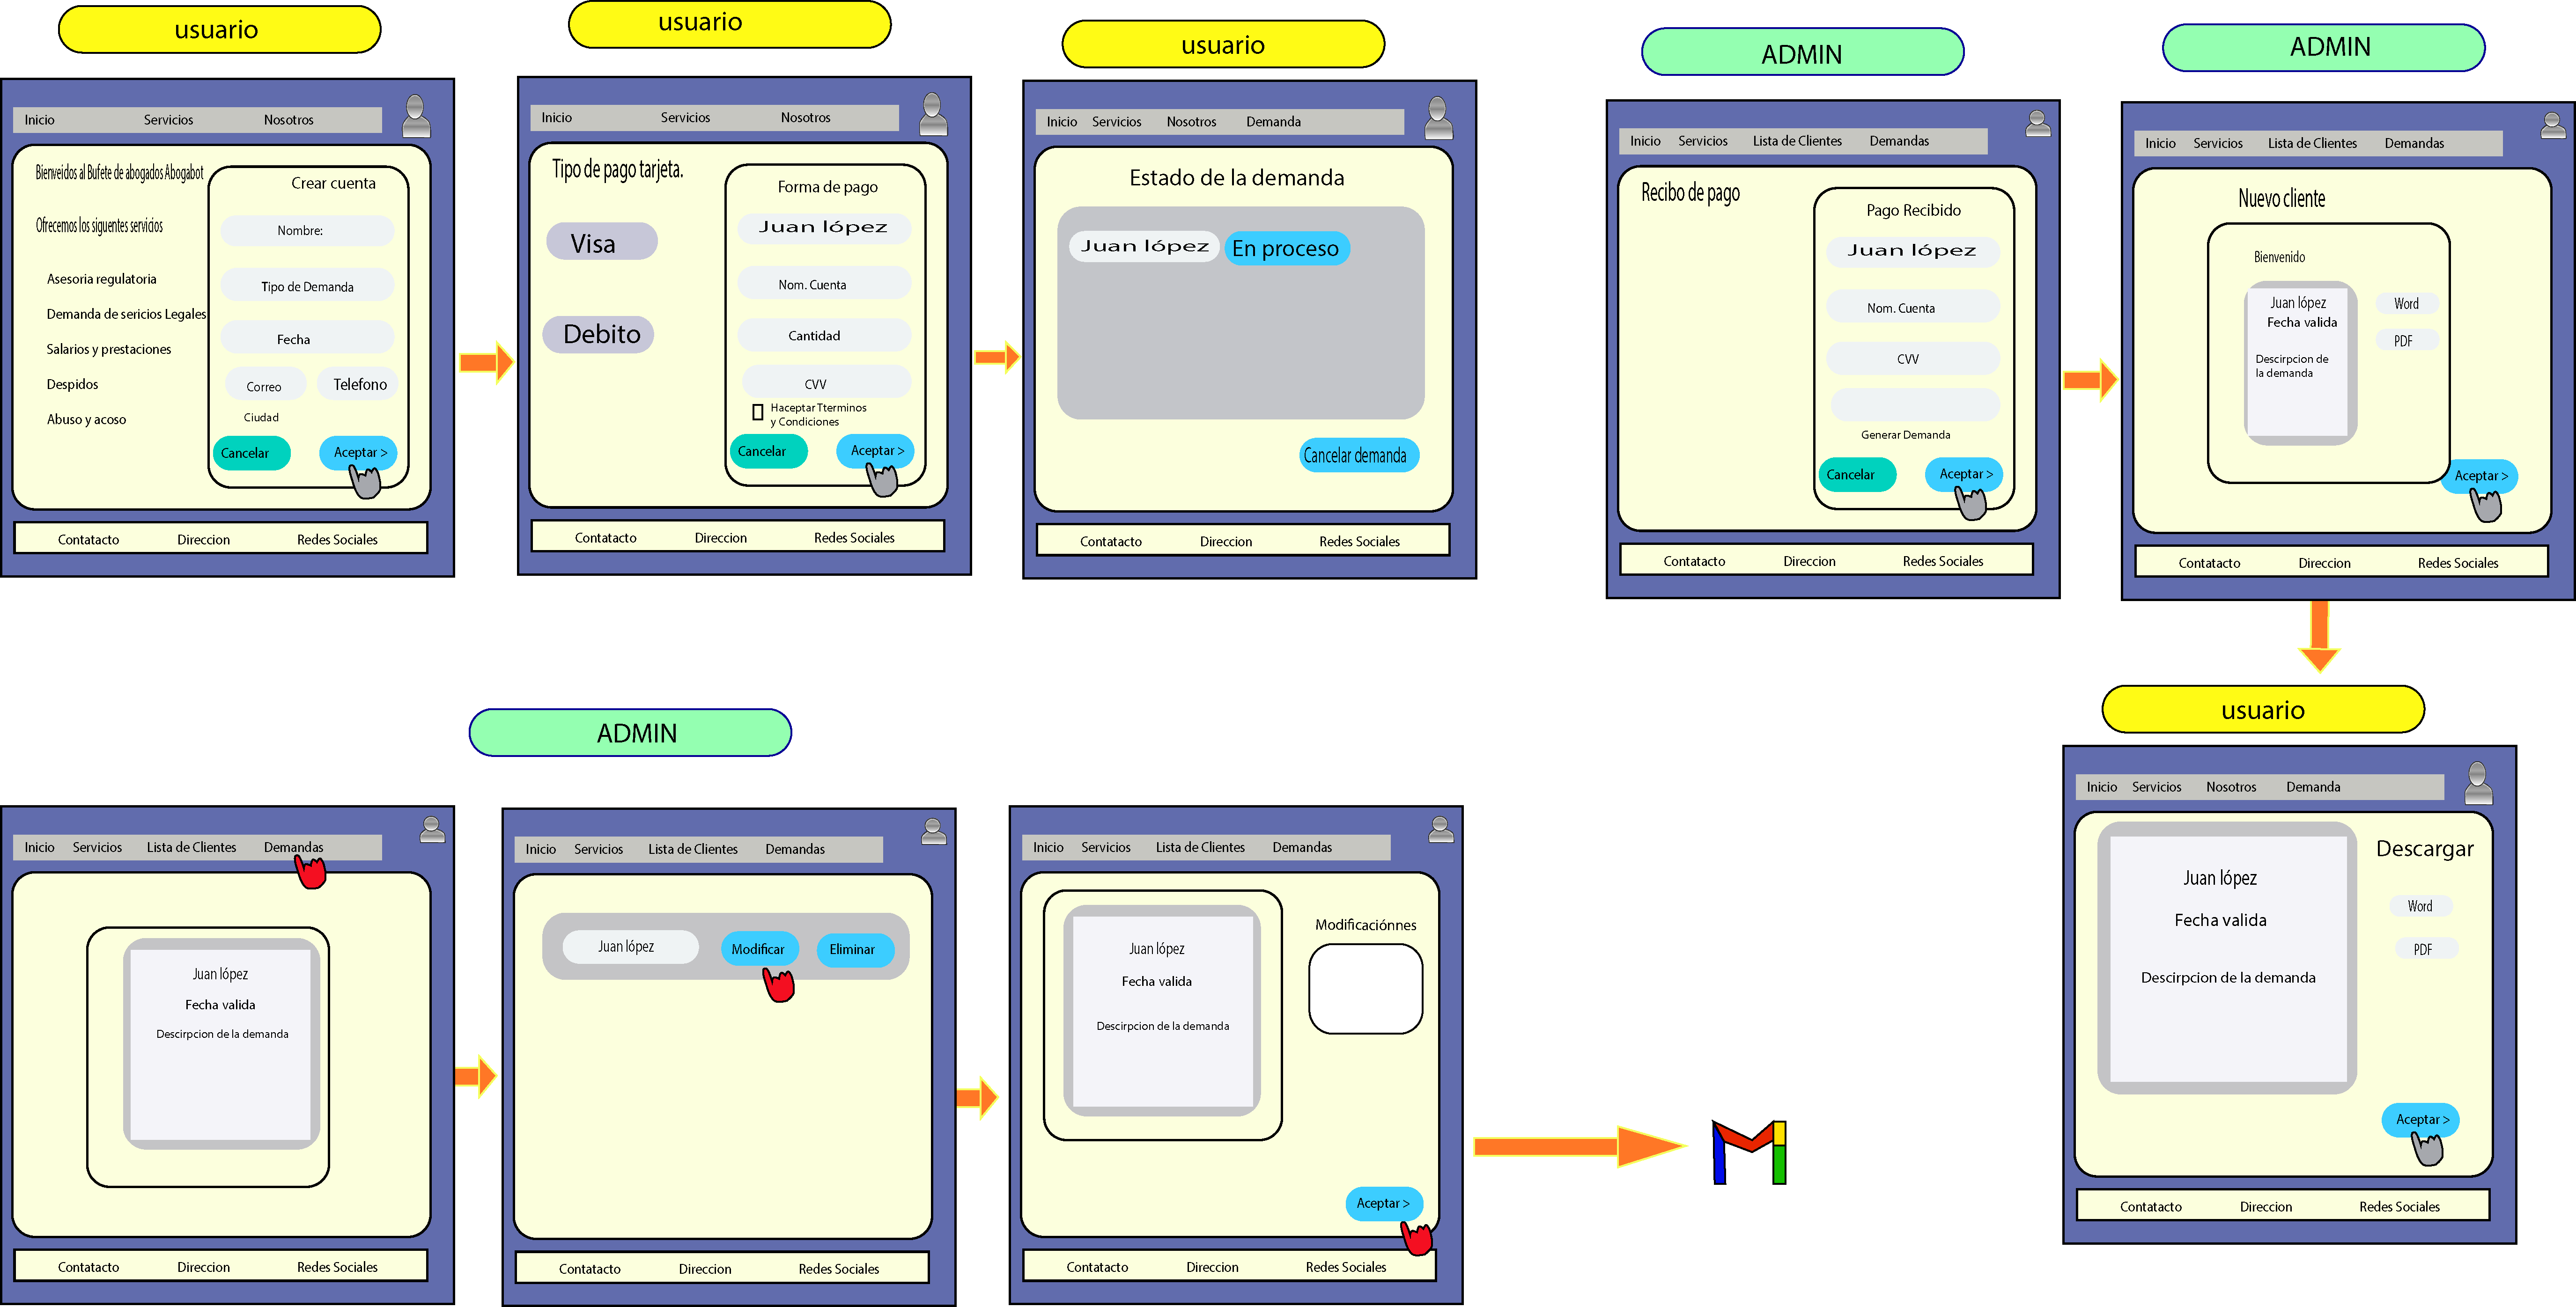 usuario
Inicio Servicios Nosotros
Bienveidos al Bufete de abogados Abogabot
Ofrecemos los siguentes servicios
Asesoria regulatoria
Demanda de sericios Legales
Salarios y prestaciones
Despidos
Abuso y acoso
Crear cuenta
Nombre:
Tipo de Demanda
Fecha
Correo Telefono
Ciudad
Cancelar Aceptar >
Contatacto Direccion Redes Sociales
usuario
Inicio Servicios Nosotros
Tipo de pago tarjeta.
Visa
Debito
Forma de pago
Juan lópez
Nom. Cuenta
Cantidad
CVV
Haceptar Tterminos
y Condiciones
Cancelar Aceptar >
Contatacto Direccion Redes Sociales
usuario
Inicio Servicios Nosotros Demanda
Estado de la demanda
Juan lópez En proceso
Cancelar demanda
Contatacto Direccion Redes Sociales
ADMIN
Inicio Servicios Lista de Clientes Demandas
Recibo de pago
Pago Recibido
Juan lópez
Nom. Cuenta
CVV
Generar Demanda
Cancelar Aceptar >
Contatacto Direccion Redes Sociales
ADMIN
Inicio Servicios Lista de Clientes Demandas
Nuevo cliente
Bienvenido
Juan lópez
Fecha valida
Descirpcion de
la demanda
Word
PDF
Aceptar >
Contatacto Direccion Redes Sociales
ADMIN
Inicio Servicios Lista de Clientes Demandas
Juan lópez
Fecha valida
Descirpcion de la demanda
Contatacto Direccion Redes Sociales
Inicio Servicios Lista de Clientes Demandas
Juan lópez Modificar Eliminar
Contatacto Direccion Redes Sociales
Inicio Servicios Lista de Clientes Demandas
Juan lópez
Fecha valida
Descirpcion de la demanda
Modificaciónnes
Aceptar >
Contatacto Direccion Redes Sociales
usuario
Inicio Servicios Nosotros Demanda
Juan lópez
Fecha valida
Descirpcion de la demanda
Descargar
Word
PDF
Aceptar >
Contatacto Direccion Redes Sociales